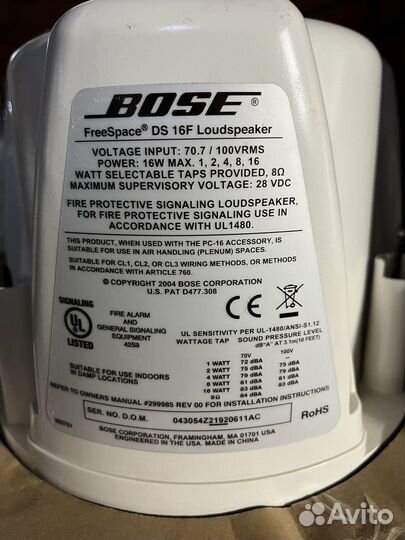 BOSE®
FreeSpace® DS 16F Loudspeaker
VOLTAGE INPUT: 70.7 / 100VRMS
POWER: 16W MAX. 1, 2, 4, 8, 16
WATT SELECTABLE TAPS PROVIDED, 8Ω
MAXIMUM SUPERVISORY VOLTAGE: 28 VDC
FIRE PROTECTIVE SIGNALING LOUDSPEAKER,
FOR FIRE PROTECTIVE SIGNALING USE IN
ACCORDANCE WITH UL1480.
THIS PRODUCT, WHEN USED WITH THE PC-16 ACCESSORY, IS
SUITABLE FOR USE IN AIR HANDLING (PLENUM) SPACES.
SUITABLE FOR CL1, CL2, OR CL3 WIRING METHODS, OR METHODS
IN ACCORDANCE WITH ARTICLE 760.
© COPYRIGHT 2004 BOSE CORPORATION
U.S. PAT D477.308
SIGNALING
UL
LISTED
FIRE ALARM
AND
GENERAL SIGNALING
EQUIPMENT
42S9
CE
SUITABLE FOR USE INDOORS
IN DAMP LOCATIONS
UL SENSITIVITY PER UL-1480/ANSI-S1.12
WATTAGE TAP SOUND PRESSURE LEVEL
dB"A" AT 3.1m(10 FEET)
70V 100V
1 WATT 72 dBA –
2 WATT 75 dBA 75 dBA
4 WATT 79 dBA 79 dBA
8 WATT 81 dBA 81 dBA
16 WATT 83 dBA 83 dBA
8Ω 84 dBA
REFER TO OWNERS MANUAL #299985 REV 00 FOR INSTALLATION INSTRUCTIONS
SER. NO. D.O.M. 043054Z21920611AC
RoHS
BOSE CORPORATION, FRAMINGHAM, MA 01701 USA
ENGINEERED IN THE U.S.A. MADE IN MEXICO
Avito